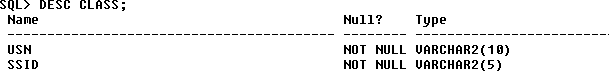 SQL> DESC CLASS;
Name Null? Type
----------------------------------------- -------- ----------------------------
USN NOT NULL VARCHAR2(10)
SSID NOT NULL VARCHAR2(5)